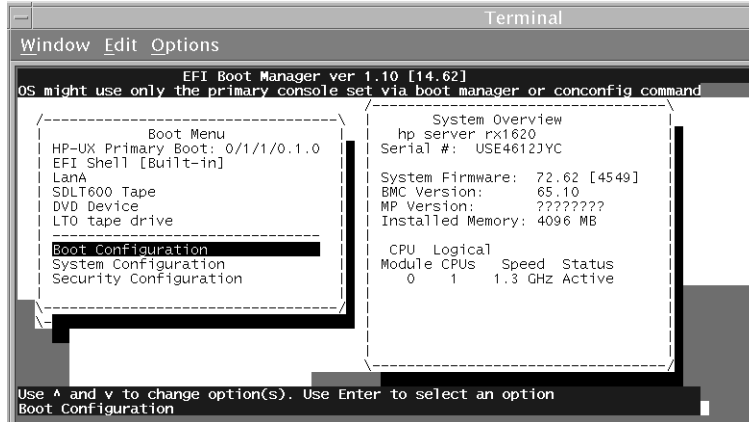 Terminal
Window Edit Options
EFI Boot Manager ver 1.10 [14.62]
OS might use only the primary console set via boot manager or conconfig command
Boot Menu
HP-UX Primary Boot: 0/1/1/0.1.0
EFI Shell [Built-in]
LanA
SDLT600 Tape
DVD Device
LTO tape drive
Boot Configuration
System Configuration
Security Configuration
System Overview
hp server rx1620
Serial #: USE4612JYC
System Firmware: 72.62 [4549]
BMC Version: 65.10
MP Version: ????????
Installed Memory: 4096 MB
CPU Logical
Module CPUs Speed Status
0 1 1.3 GHz Active
Use ^ and v to change option(s). Use Enter to select an option
Boot Configuration